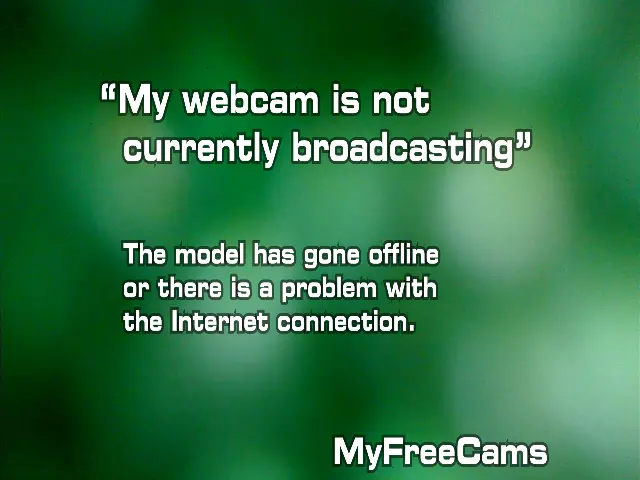 “My webcam is not
currently broadcasting”
The model has gone offline
or there is a problem with
the Internet connection.
MyFreeCams